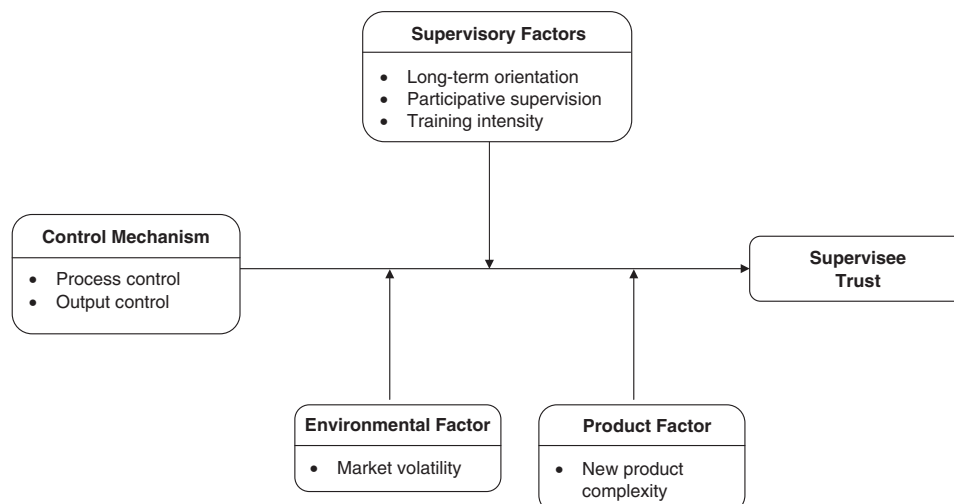 Supervisory Factors
• Long-term orientation
• Participative supervision
• Training intensity
Control Mechanism
• Process control
• Output control
Supervisee
Trust
Environmental Factor
• Market volatility
Product Factor
• New product
complexity